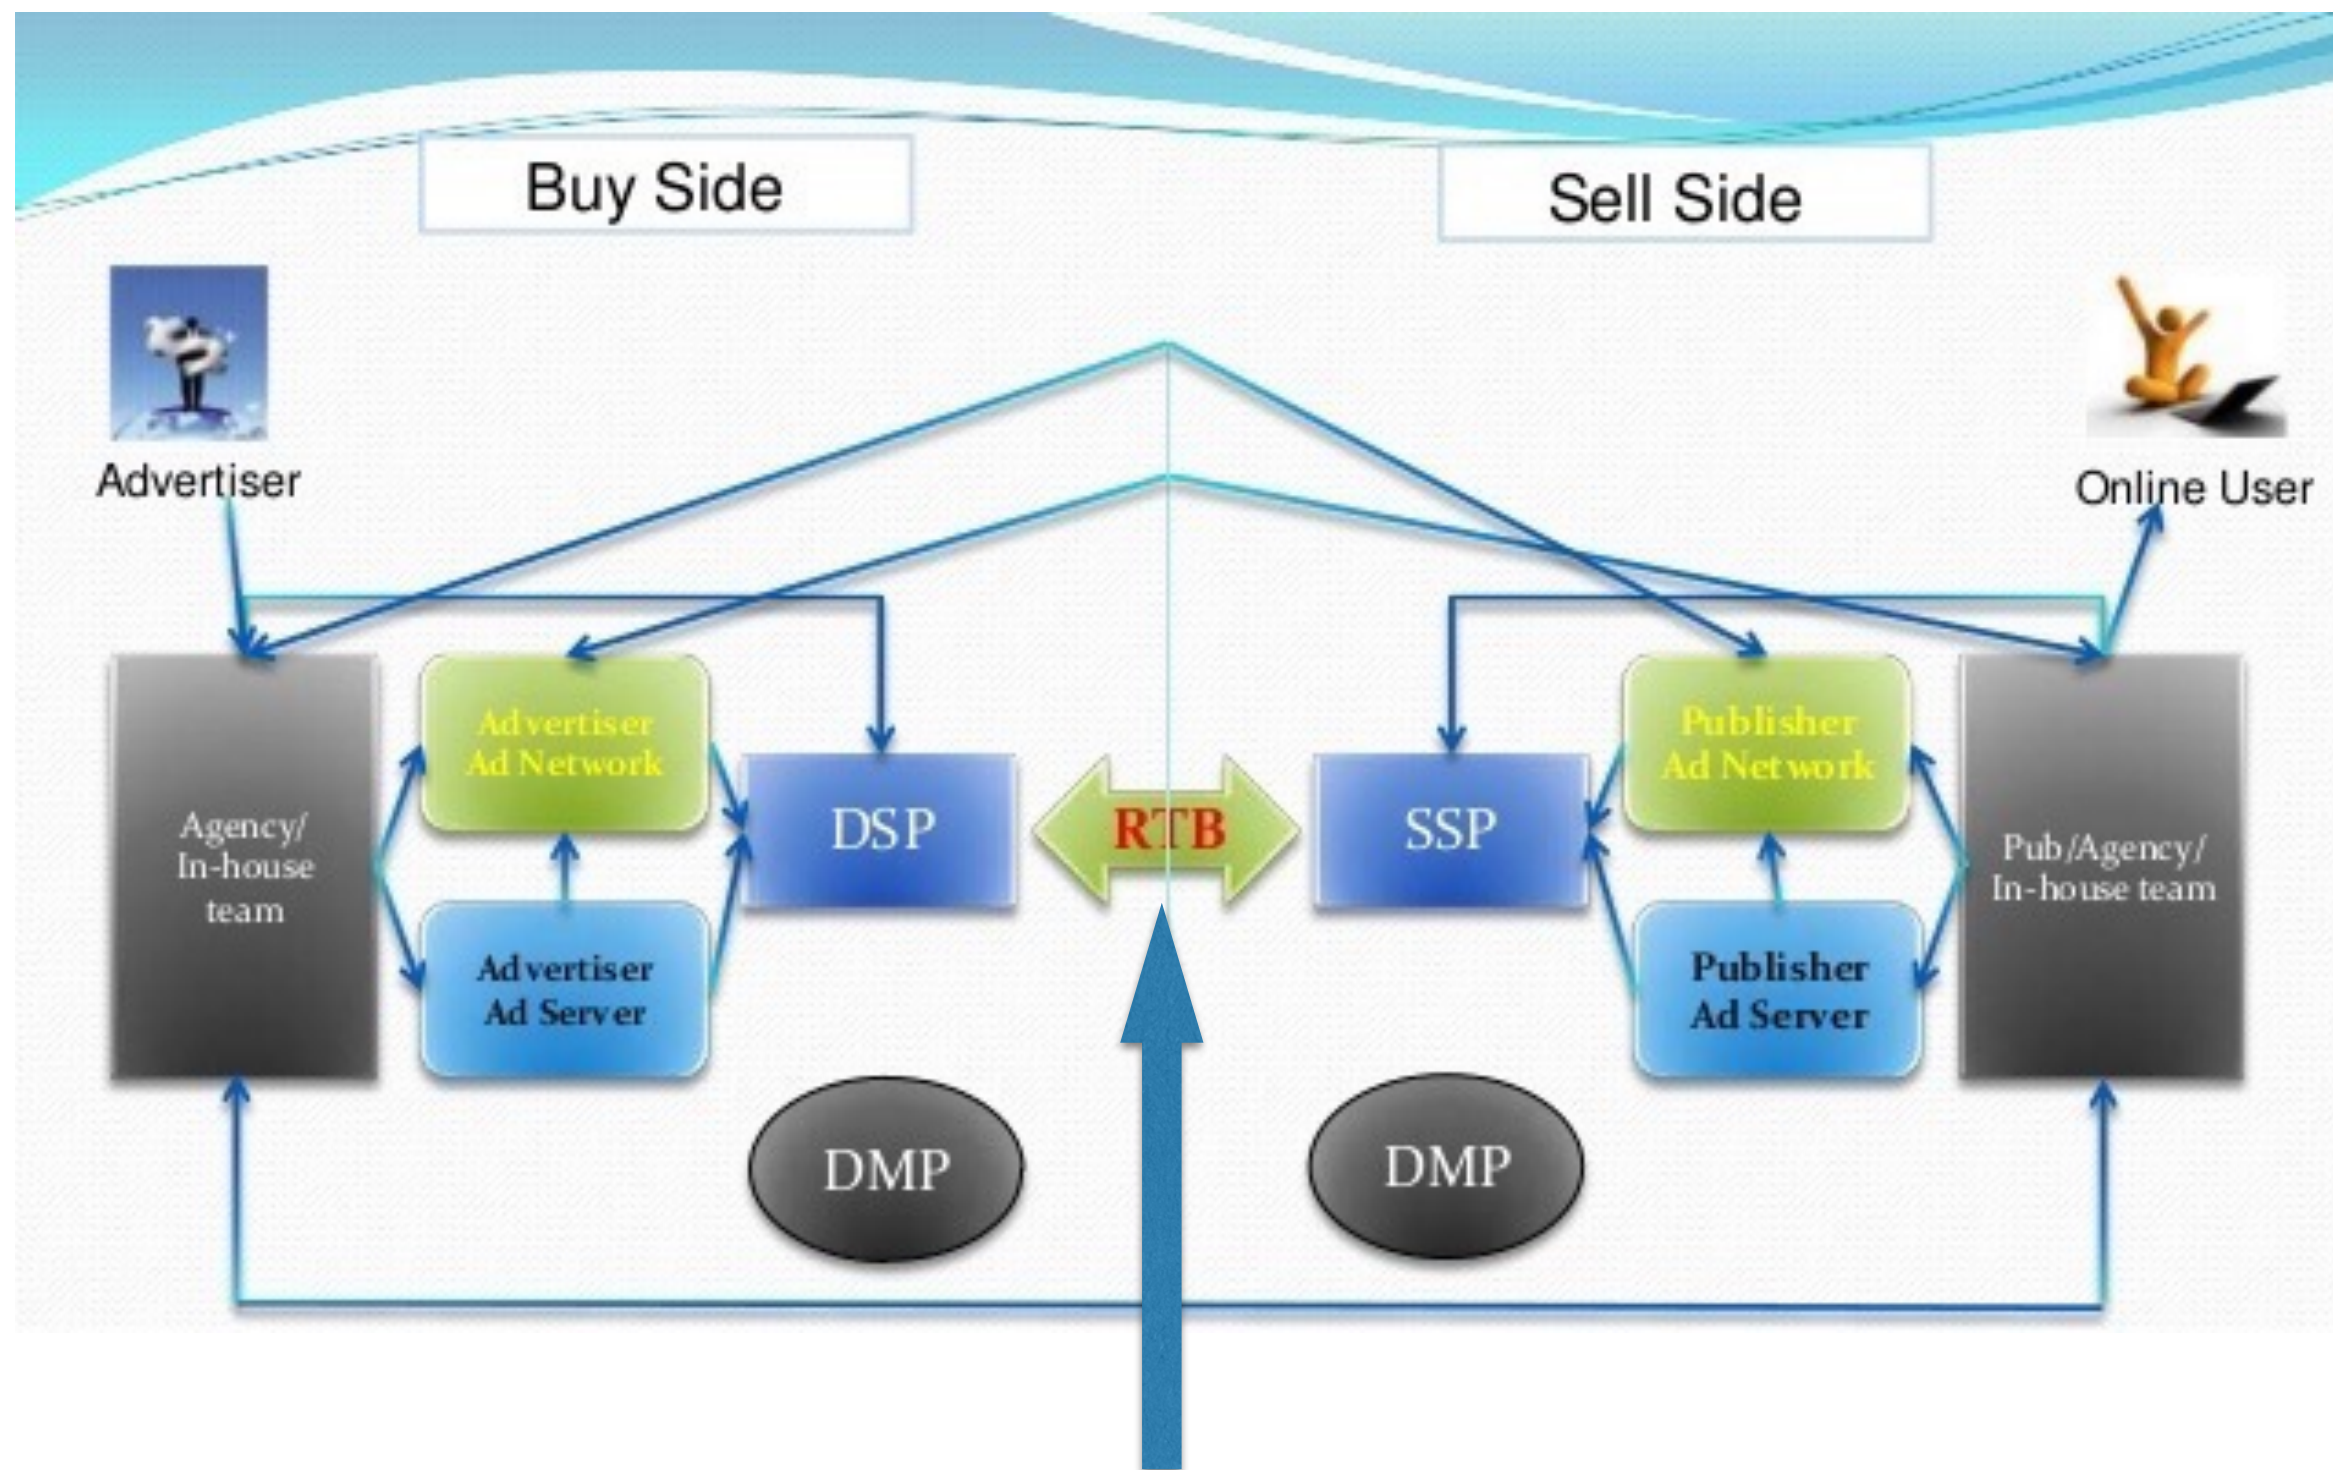 Buy Side
Sell Side
Advertiser
Online User
Agency/
In-house
team
Advertiser
Ad Network
Advertiser
Ad Server
DSP
RTB
SSP
Publisher
Ad Network
Publisher
Ad Server
Pub/Agency/
In-house team
DMP
DMP